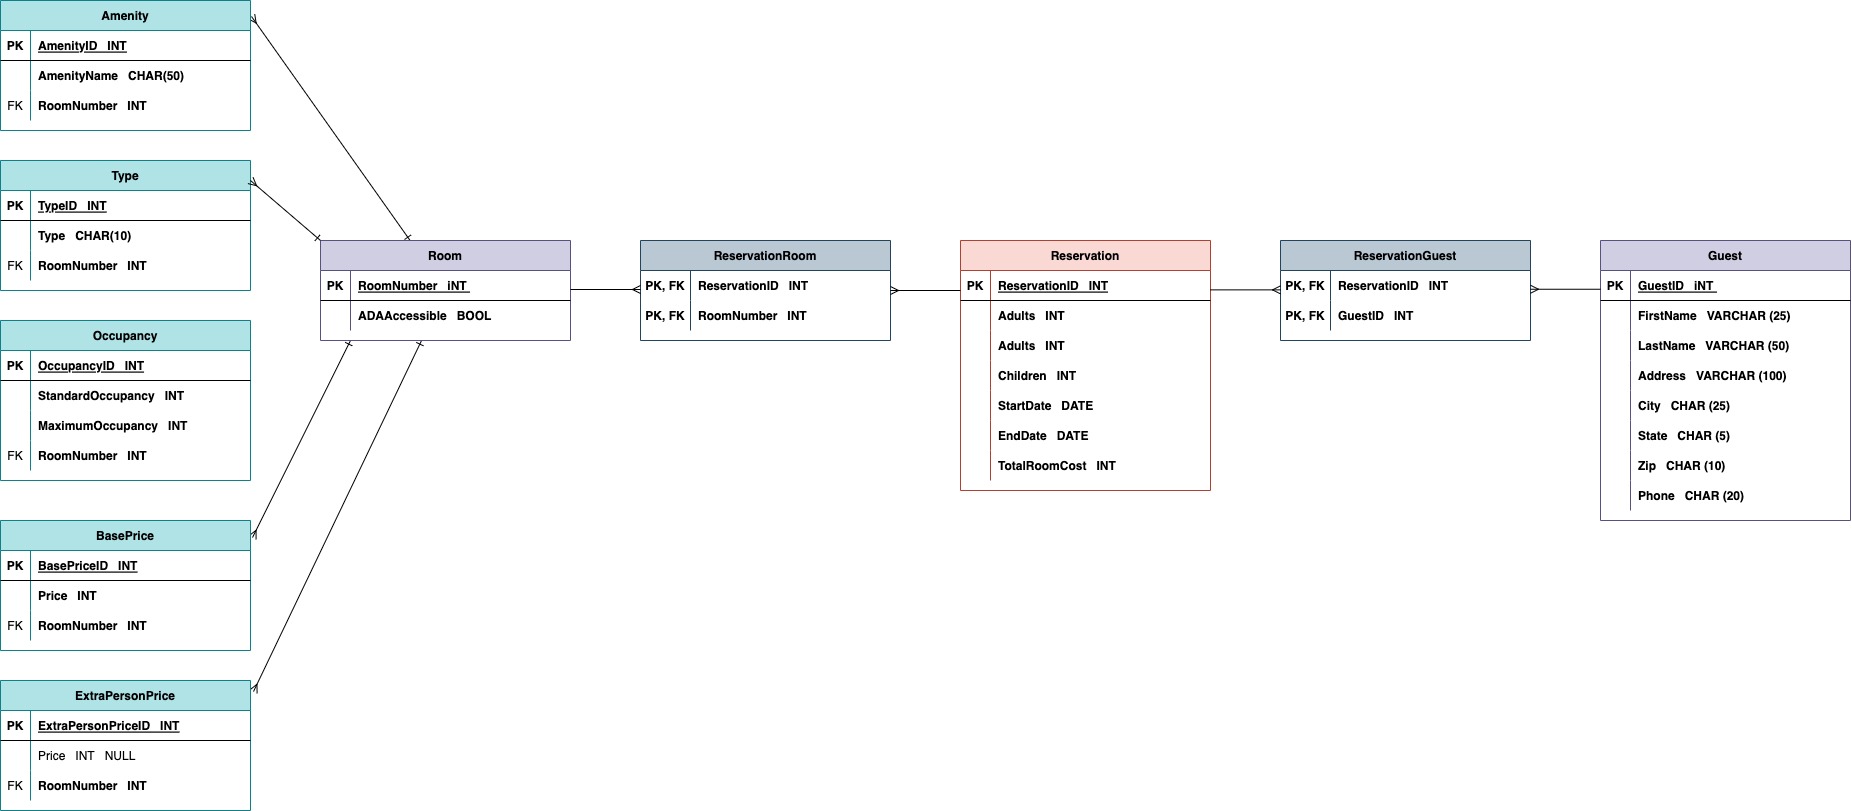 Amenity
PK AmenityID INT
AmenityName CHAR(50)
FK RoomNumber INT
Type
PK TypeID INT
Type CHAR(10)
FK RoomNumber INT
Occupancy
PK OccupancyID INT
StandardOccupancy INT
MaximumOccupancy INT
FK RoomNumber INT
BasePrice
PK BasePriceID INT
Price INT
FK RoomNumber INT
ExtraPersonPrice
PK ExtraPersonPriceID INT
Price INT NULL
FK RoomNumber INT
Room
PK RoomNumber iNT
ADAAccessible BOOL
ReservationRoom
PK, FK ReservationID INT
PK, FK RoomNumber INT
Reservation
PK ReservationID INT
Adults INT
Adults INT
Children INT
StartDate DATE
EndDate DATE
TotalRoomCost INT
ReservationGuest
PK, FK ReservationID INT
PK, FK GuestID INT
Guest
PK GuestID iNT
FirstName VARCHAR (25)
LastName VARCHAR (50)
Address VARCHAR (100)
City CHAR (25)
State CHAR (5)
Zip CHAR (10)
Phone CHAR (20)